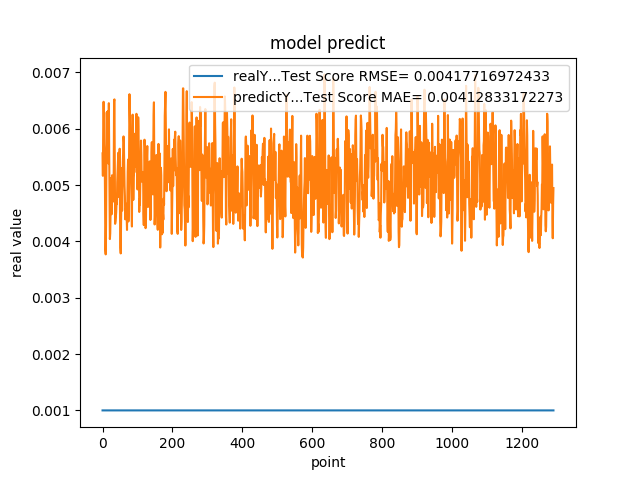 model predict
realY...Test Score RMSE= 0.00417716972433
predictY...Test Score MAE= 0.00412833172273
real value
0.007
0.006
0.005
0.004
0.003
0.002
0.001
0 200 400 600 800 1000 1200
point